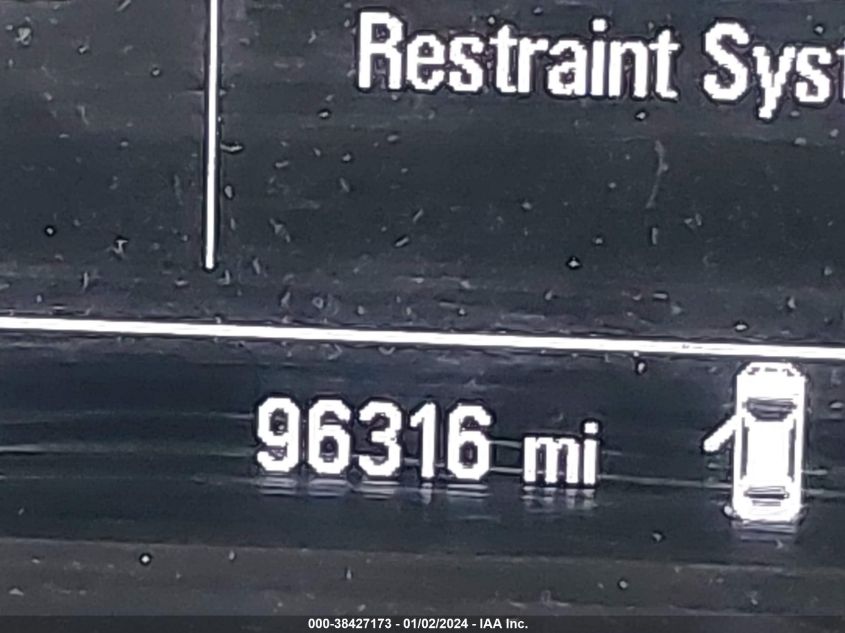 Restraint Syst
96316 mi
000-38427173 - 01/02/2024 - IAA Inc.